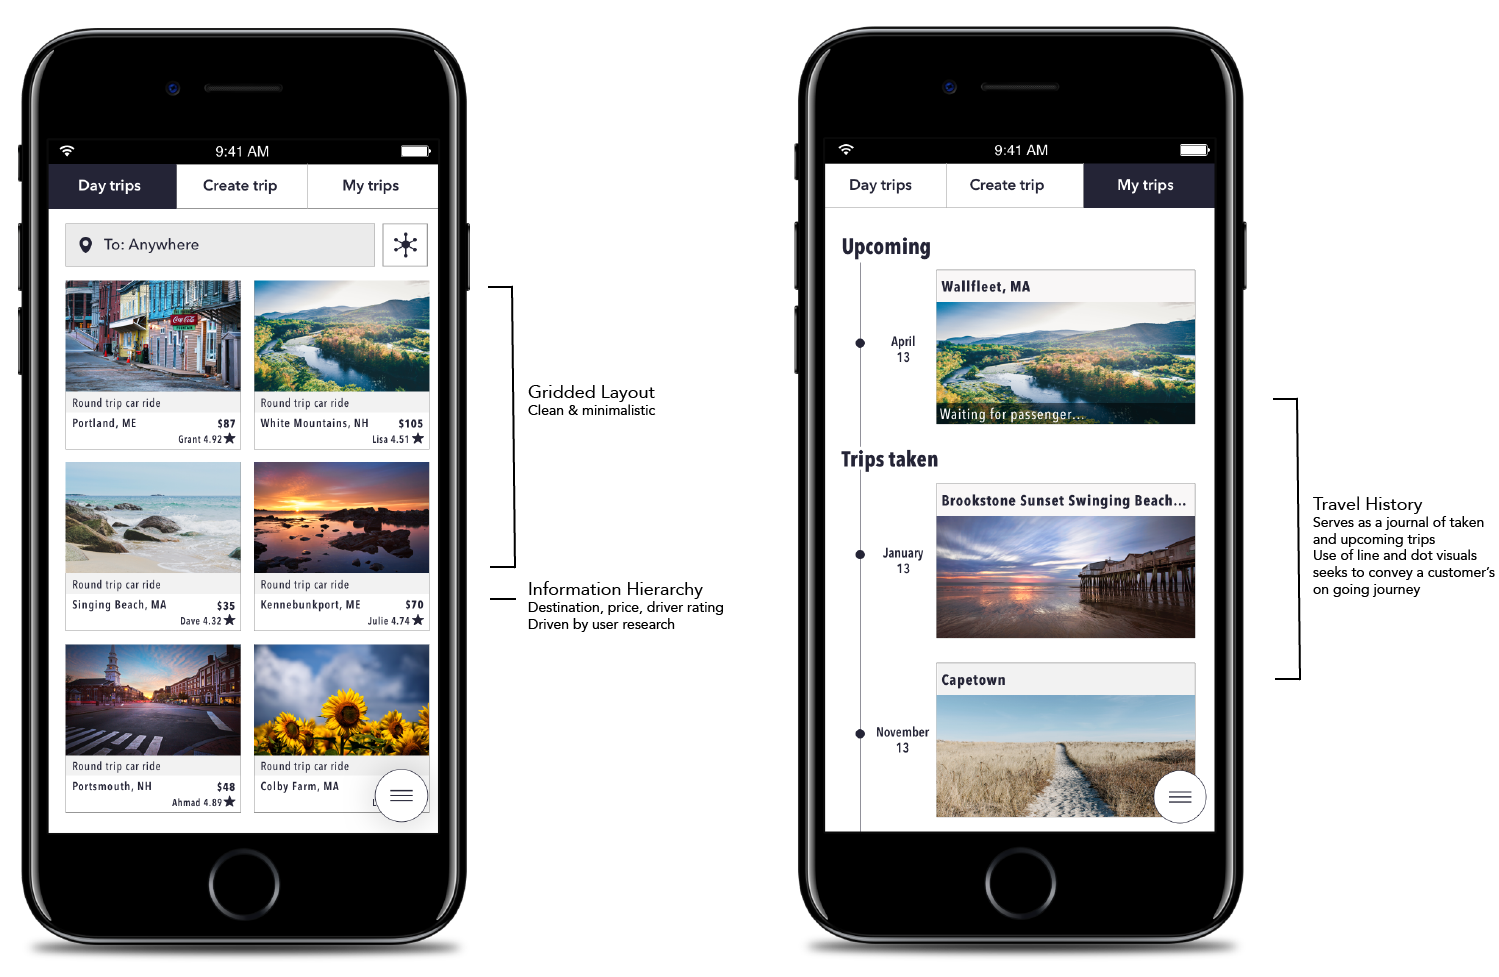 9:41 AM
Day trips
Create trip
My trips
To: Anywhere
Coca-Cola
Round trip car ride
Portland, ME
$87
Grant 4.92★
Round trip car ride
White Mountains, NH
$105
Lisa 4.51★
Round trip car ride
Singing Beach, MA
$35
Dave 4.32★
Round trip car ride
Kennebunkport, ME
$70
Julie 4.74★
Round trip car ride
Portsmouth, NH
$48
Ahmad 4.89★
Round trip car ride
Colby Farm, MA
Gridded Layout
Clean & minimalistic
Information Hierarchy
Destination, price, driver rating
Driven by user research
9:41 AM
Day trips
Create trip
My trips
Upcoming
Wallfleet, MA
April
13
Waiting for passenger...
Trips taken
Brookstone Sunset Swinging Beach...
January
13
Capetown
November
13
Travel History
Serves as a journal of taken
and upcoming trips
Use of line and dot visuals
seeks to convey a customer's
on going journey